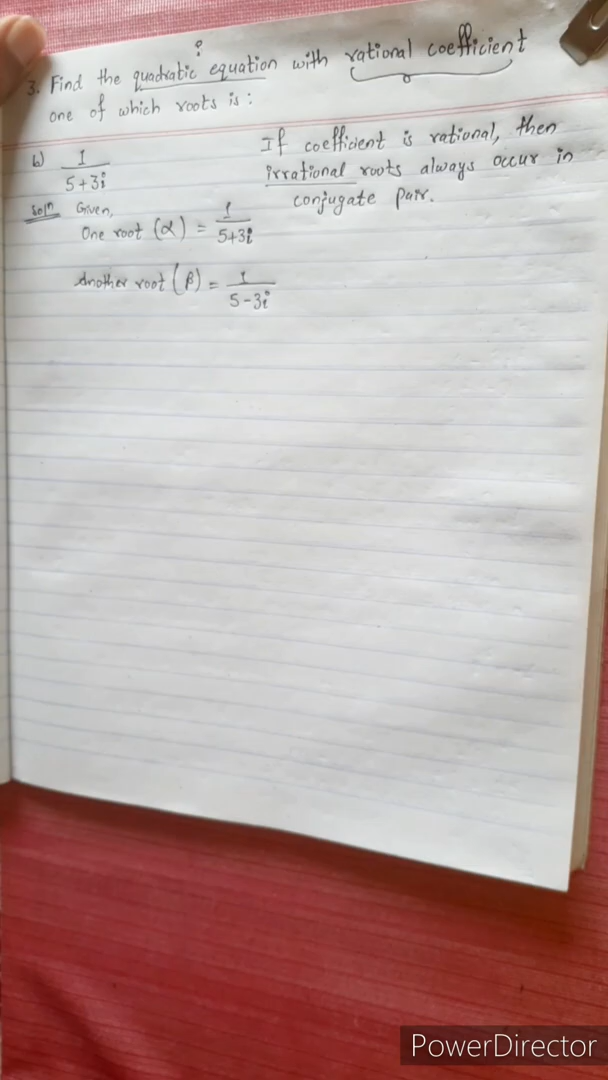 3. Find the quadratic equation with rational coefficient
one of which roots is :
b) 1/(5+3i)
If coefficient is rational, then
irrational roots always occur in
conjugate pair.
Soln Given,
One root (α) = 1/(5+3i)
Another root (β) = 1/(5-3i)
PowerDirector